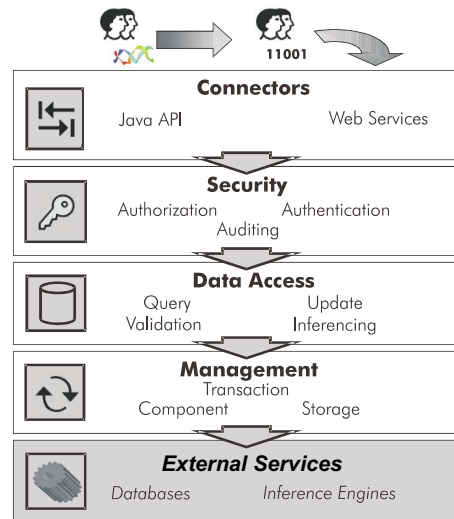 11001
Connectors
Java API Web Services
Security
Authorization Authentication
Auditing
Data Access
Query Update
Validation Inferencing
Management
Transaction
Component Storage
External Services
Databases Inference Engines